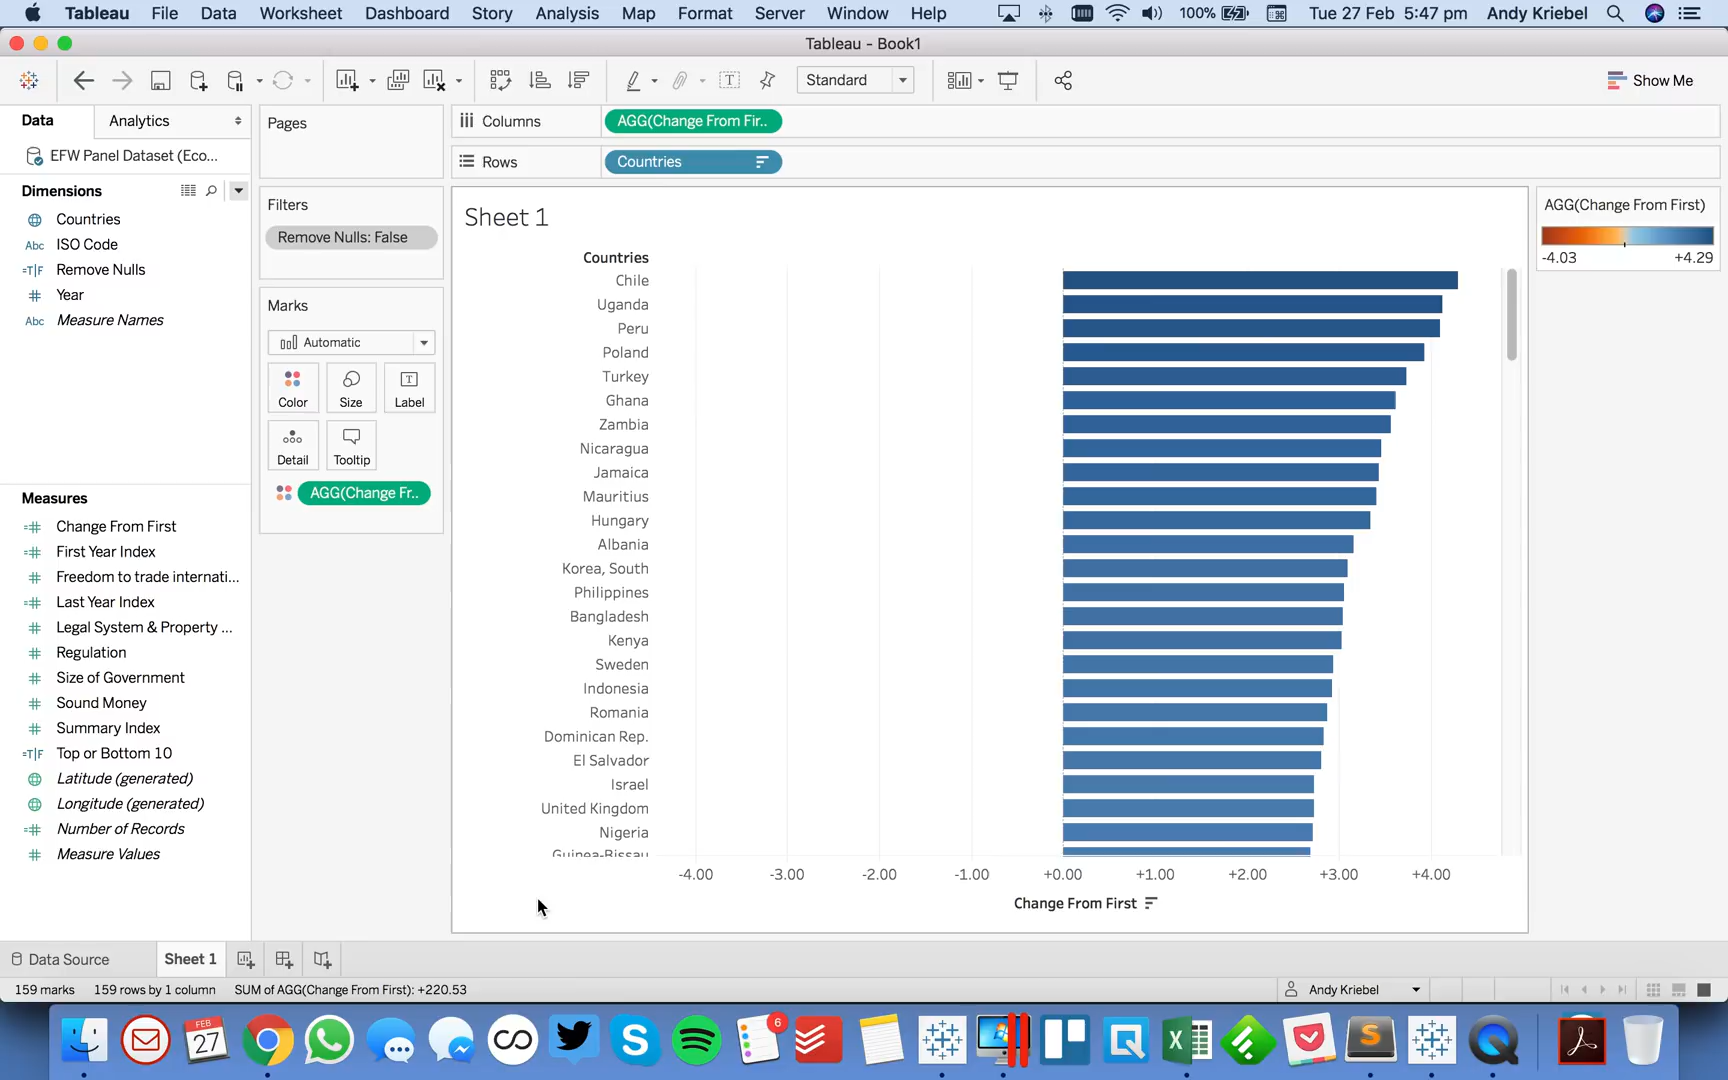 Tableau File Data Worksheet Dashboard Story Analysis Map Format Server Window Help 100% Tue 27 Feb 5:47 pm Andy Kriebel
Tableau - Book1
Standard Show Me
Data Analytics
EFW Panel Dataset (Eco...
Dimensions
Countries
Abc ISO Code
=T|F Remove Nulls
# Year
Abc Measure Names
Measures
=# Change From First
=# First Year Index
# Freedom to trade internati...
=# Last Year Index
# Legal System & Property ...
# Regulation
# Size of Government
# Sound Money
# Summary Index
=T|F Top or Bottom 10
Latitude (generated)
Longitude (generated)
=# Number of Records
# Measure Values
Pages
Filters
Remove Nulls: False
Marks
Automatic
Color Size Label
Detail Tooltip
AGG(Change Fr..
Columns AGG(Change From Fir..
Rows Countries
Sheet 1
Countries
Chile
Uganda
Peru
Poland
Turkey
Ghana
Zambia
Nicaragua
Jamaica
Mauritius
Hungary
Albania
Korea, South
Philippines
Bangladesh
Kenya
Sweden
Indonesia
Romania
Dominican Rep.
El Salvador
Israel
United Kingdom
Nigeria
Guinea-Bissau
-4.00 -3.00 -2.00 -1.00 +0.00 +1.00 +2.00 +3.00 +4.00
Change From First
AGG(Change From First)
-4.03 +4.29
Data Source Sheet 1
159 marks 159 rows by 1 column SUM of AGG(Change From First): +220.53 Andy Kriebel
FEB
27
6